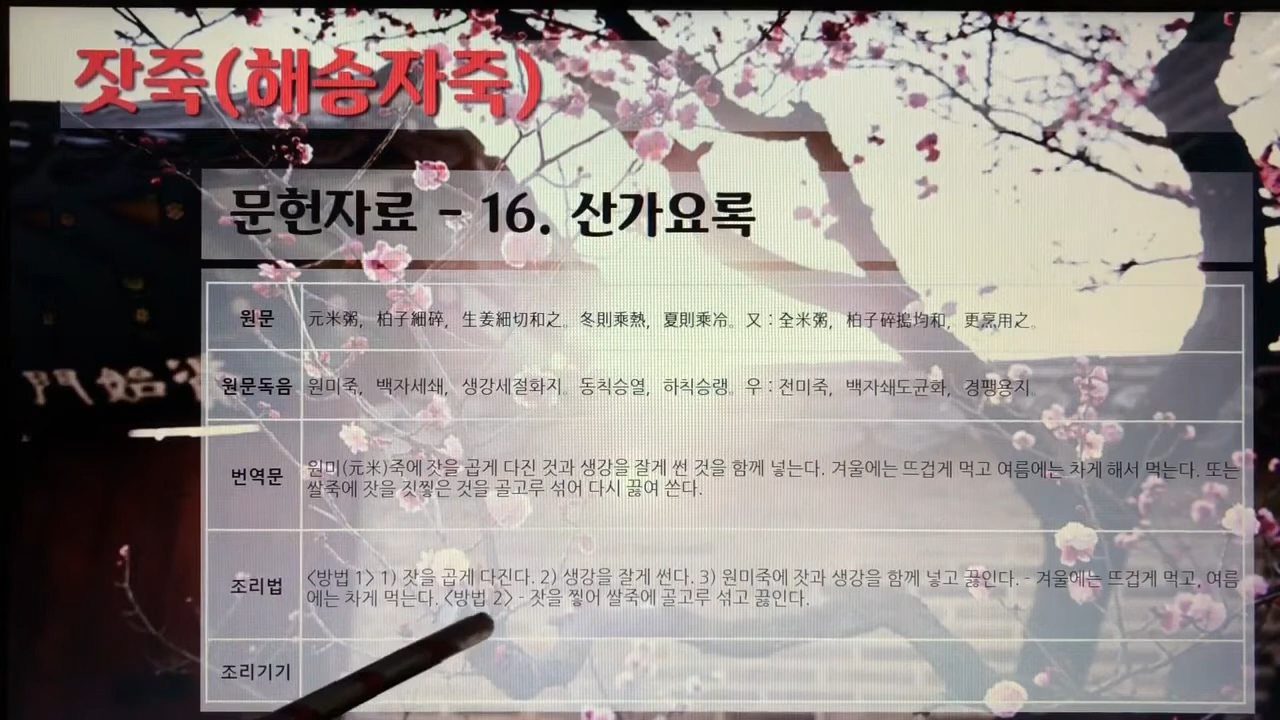 잣죽(해송자죽)
문헌자료 - 16. 산가요록
원문 元米粥, 柏子細碎, 生姜細切和之。冬則乘熱, 夏則乘冷。又 : 全米粥, 柏子碎搗均和, 更烹用之。
원문독음 원미죽, 백자세쇄, 생강세절화지. 동칙승열, 하칙승랭. 우 : 전미죽, 백자쇄도균화, 경팽용지.
번역문 원미(元米)죽에 잣을 곱게 다진 것과 생강을 잘게 썬 것을 함께 넣는다. 겨울에는 뜨겁게 먹고 여름에는 차게 해서 먹는다. 또는
쌀죽에 잣을 짓찧은 것을 골고루 섞어 다시 끓여 쓴다.
조리법 <방법 1> 1) 잣을 곱게 다진다. 2) 생강을 잘게 썬다. 3) 원미죽에 잣과 생강을 함께 넣고 끓인다. - 겨울에는 뜨겁게 먹고, 여름
에는 차게 먹는다. <방법 2> - 잣을 찧어 쌀죽에 골고루 섞고 끓인다.
조리기기
門始